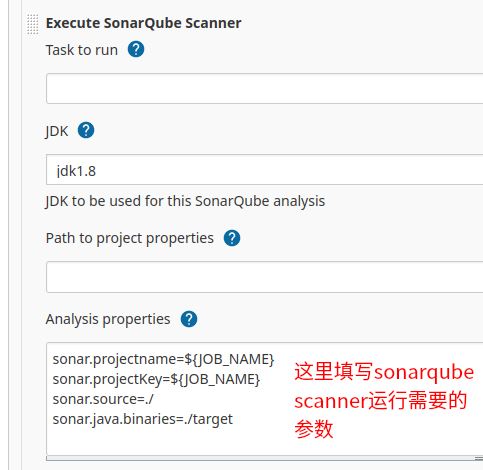 Execute SonarQube Scanner
Task to run
JDK
jdk1.8
JDK to be used for this SonarQube analysis
Path to project properties
Analysis properties
sonar.projectname=${JOB_NAME}
sonar.projectKey=${JOB_NAME}
sonar.source=./
sonar.java.binaries=./target
这里填写sonarqube
scanner运行需要的
参数